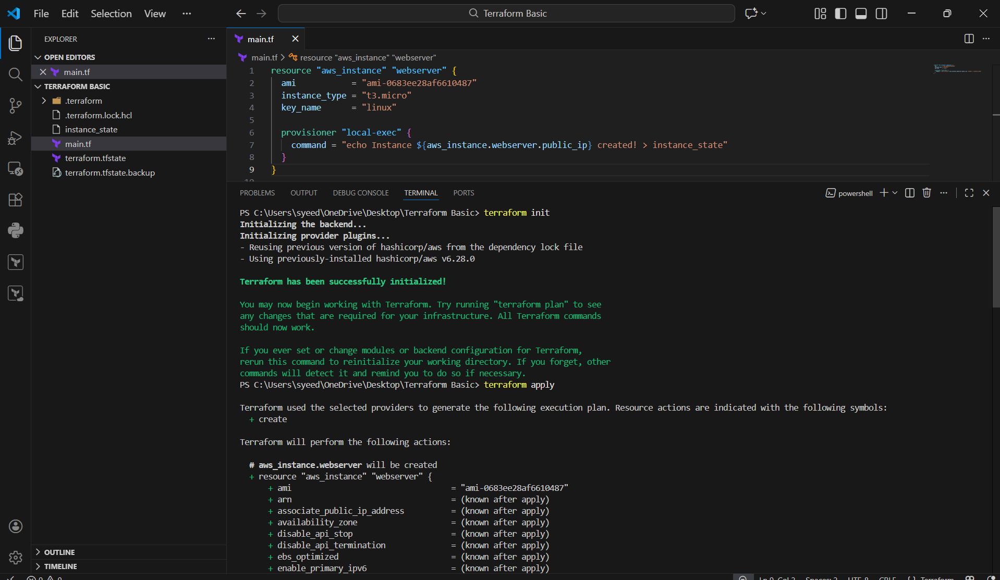 File Edit Selection View ···
Terraform Basic
EXPLORER
OPEN EDITORS
main.tf
TERRAFORM BASIC
.terraform
.terraform.lock.hcl
instance_state
main.tf
terraform.tfstate
terraform.tfstate.backup
OUTLINE
TIMELINE
main.tf
main.tf > resource "aws_instance" "webserver"
1 resource "aws_instance" "webserver" {
2 ami = "ami-0683ee28af6610487"
3 instance_type = "t3.micro"
4 key_name = "linux"
5
6 provisioner "local-exec" {
7 command = "echo Instance ${aws_instance.webserver.public_ip} created! > instance_state"
8 }
9 }
10
PROBLEMS OUTPUT DEBUG CONSOLE TERMINAL PORTS
powershell
PS C:\Users\syeed\OneDrive\Desktop\Terraform Basic> terraform init
Initializing the backend...
Initializing provider plugins...
- Reusing previous version of hashicorp/aws from the dependency lock file
- Using previously-installed hashicorp/aws v6.28.0
Terraform has been successfully initialized!
You may now begin working with Terraform. Try running "terraform plan" to see
any changes that are required for your infrastructure. All Terraform commands
should now work.
If you ever set or change modules or backend configuration for Terraform,
rerun this command to reinitialize your working directory. If you forget, other
commands will detect it and remind you to do so if necessary.
PS C:\Users\syeed\OneDrive\Desktop\Terraform Basic> terraform apply
Terraform used the selected providers to generate the following execution plan. Resource actions are indicated with the following symbols:
+ create
Terraform will perform the following actions:
# aws_instance.webserver will be created
+ resource "aws_instance" "webserver" {
+ ami = "ami-0683ee28af6610487"
+ arn = (known after apply)
+ associate_public_ip_address = (known after apply)
+ availability_zone = (known after apply)
+ disable_api_stop = (known after apply)
+ disable_api_termination = (known after apply)
+ ebs_optimized = (known after apply)
+ enable_primary_ipv6 = (known after apply)
0 0 Ln 9, Col 2 Spaces: 2 UTF-8 CRLF {} Terraform